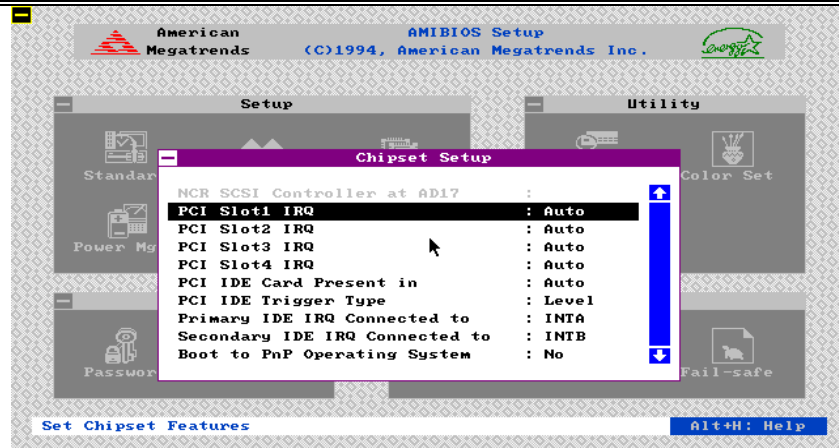 American AMIBIOS Setup
Megatrends (C)1994, American Megatrends Inc.
energy
Setup Utility
Standar
Color Set
Power Mg
Passwor
Fail-safe
Chipset Setup
NCR SCSI Controller at AD17 :
PCI Slot1 IRQ : Auto
PCI Slot2 IRQ : Auto
PCI Slot3 IRQ : Auto
PCI Slot4 IRQ : Auto
PCI IDE Card Present in : Auto
PCI IDE Trigger Type : Level
Primary IDE IRQ Connected to : INTA
Secondary IDE IRQ Connected to : INTB
Boot to PnP Operating System : No
Set Chipset Features Alt+H: Help